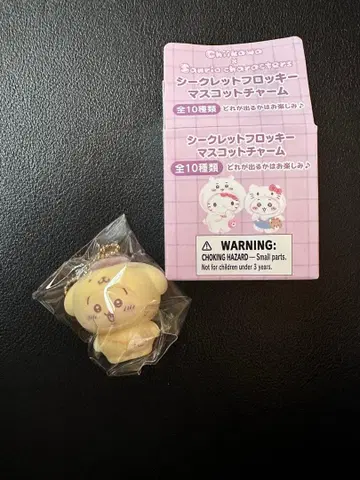 Chiikawa
×
Sanrio characters
シークレットフロッキー
マスコットチャーム
全10種類 どれが出るかはお楽しみ♪
シークレットフロッキー
マスコットチャーム
全10種類 どれが出るかはお楽しみ♪
WARNING:
CHOKING HAZARD — Small parts.
Not for children under 3 years.